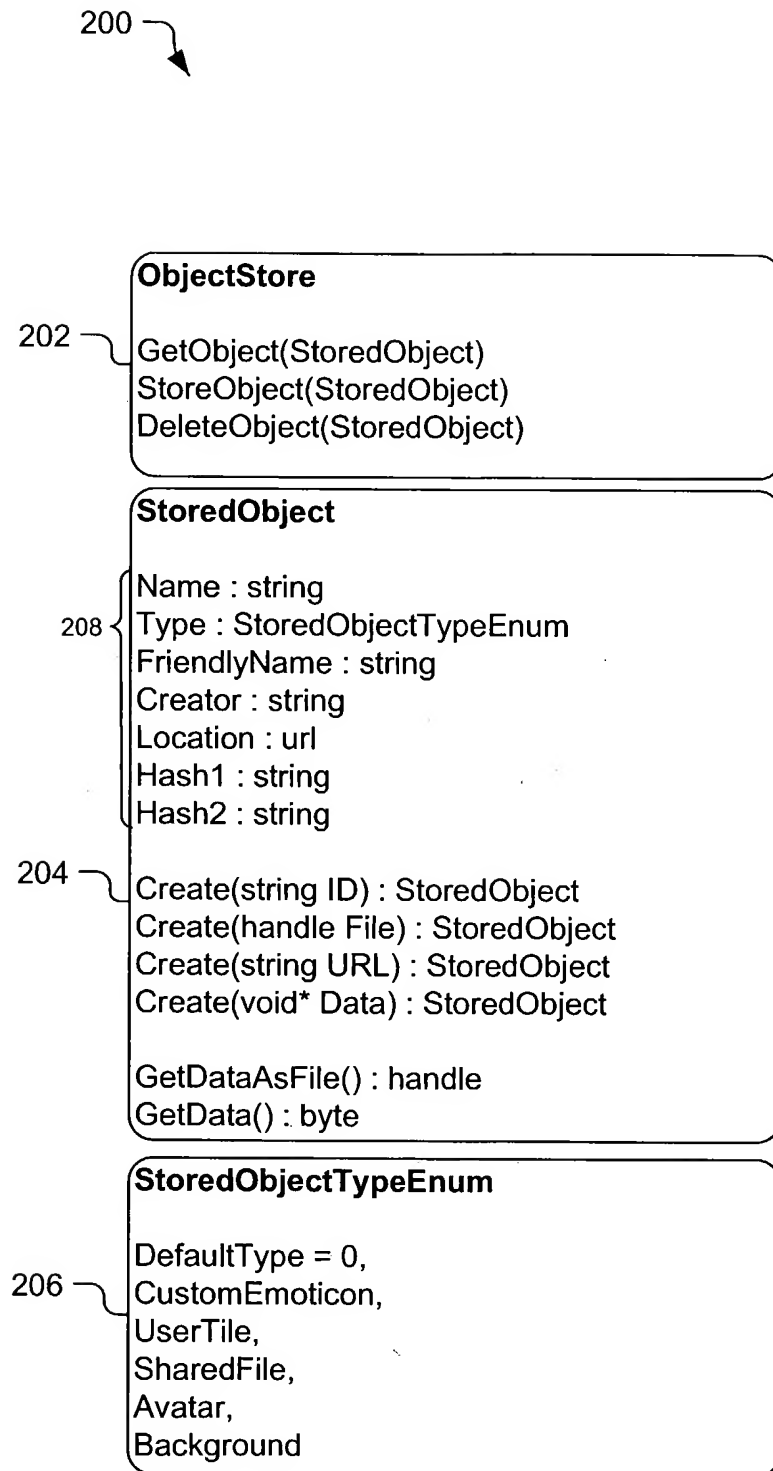 200
ObjectStore
202
GetObject(StoredObject)
StoreObject(StoredObject)
DeleteObject(StoredObject)
StoredObject
Name : string
208
Type : StoredObjectTypeEnum
FriendlyName : string
Creator : string
Location : url
Hash1 : string
Hash2 : string
204
Create(string ID) : StoredObject
Create(handle File) : StoredObject
Create(string URL) : StoredObject
Create(void* Data) : StoredObject
GetDataAsFile() : handle
GetData() : byte
StoredObjectTypeEnum
DefaultType = 0,
206
CustomEmoticon,
UserTile,
SharedFile,
Avatar,
Background